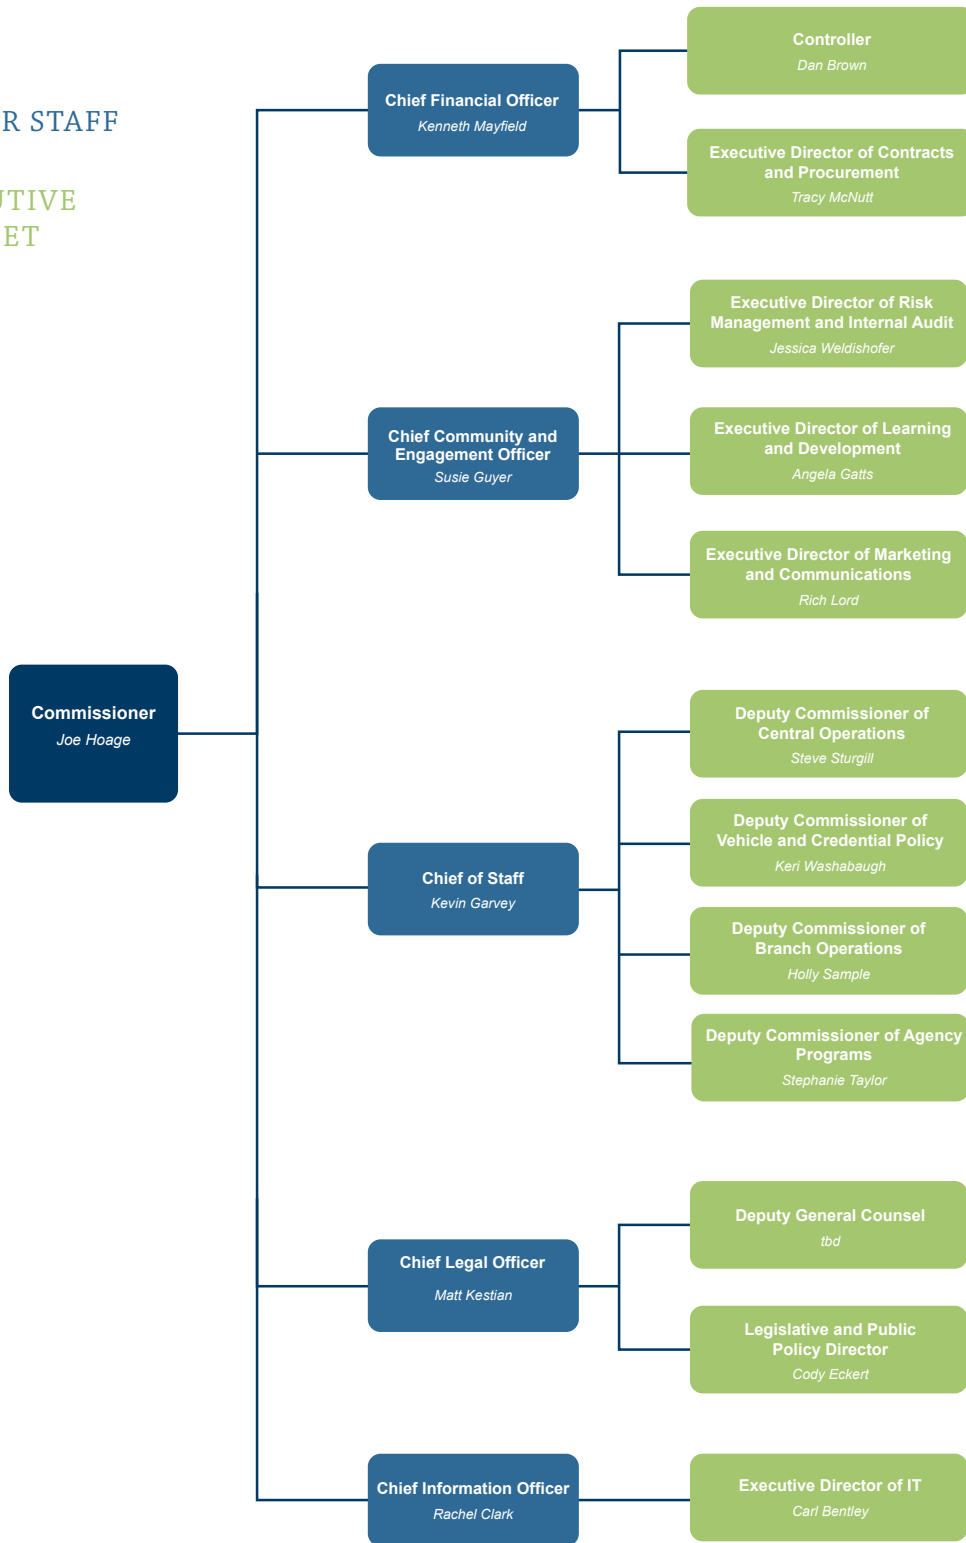 R STAFF
UTIVE
ET
Commissioner
Joe Hoage
Chief Financial Officer
Kenneth Mayfield
Controller
Dan Brown
Executive Director of Contracts
and Procurement
Tracy McNutt
Chief Community and
Engagement Officer
Susie Guyer
Executive Director of Risk
Management and Internal Audit
Jessica Weldishofer
Executive Director of Learning
and Development
Angela Gatts
Executive Director of Marketing
and Communications
Rich Lord
Chief of Staff
Kevin Garvey
Deputy Commissioner of
Central Operations
Steve Sturgill
Deputy Commissioner of
Vehicle and Credential Policy
Keri Washabaugh
Deputy Commissioner of
Branch Operations
Holly Sample
Deputy Commissioner of Agency
Programs
Stephanie Taylor
Chief Legal Officer
Matt Kestian
Deputy General Counsel
tbd
Legislative and Public
Policy Director
Cody Eckert
Chief Information Officer
Rachel Clark
Executive Director of IT
Carl Bentley